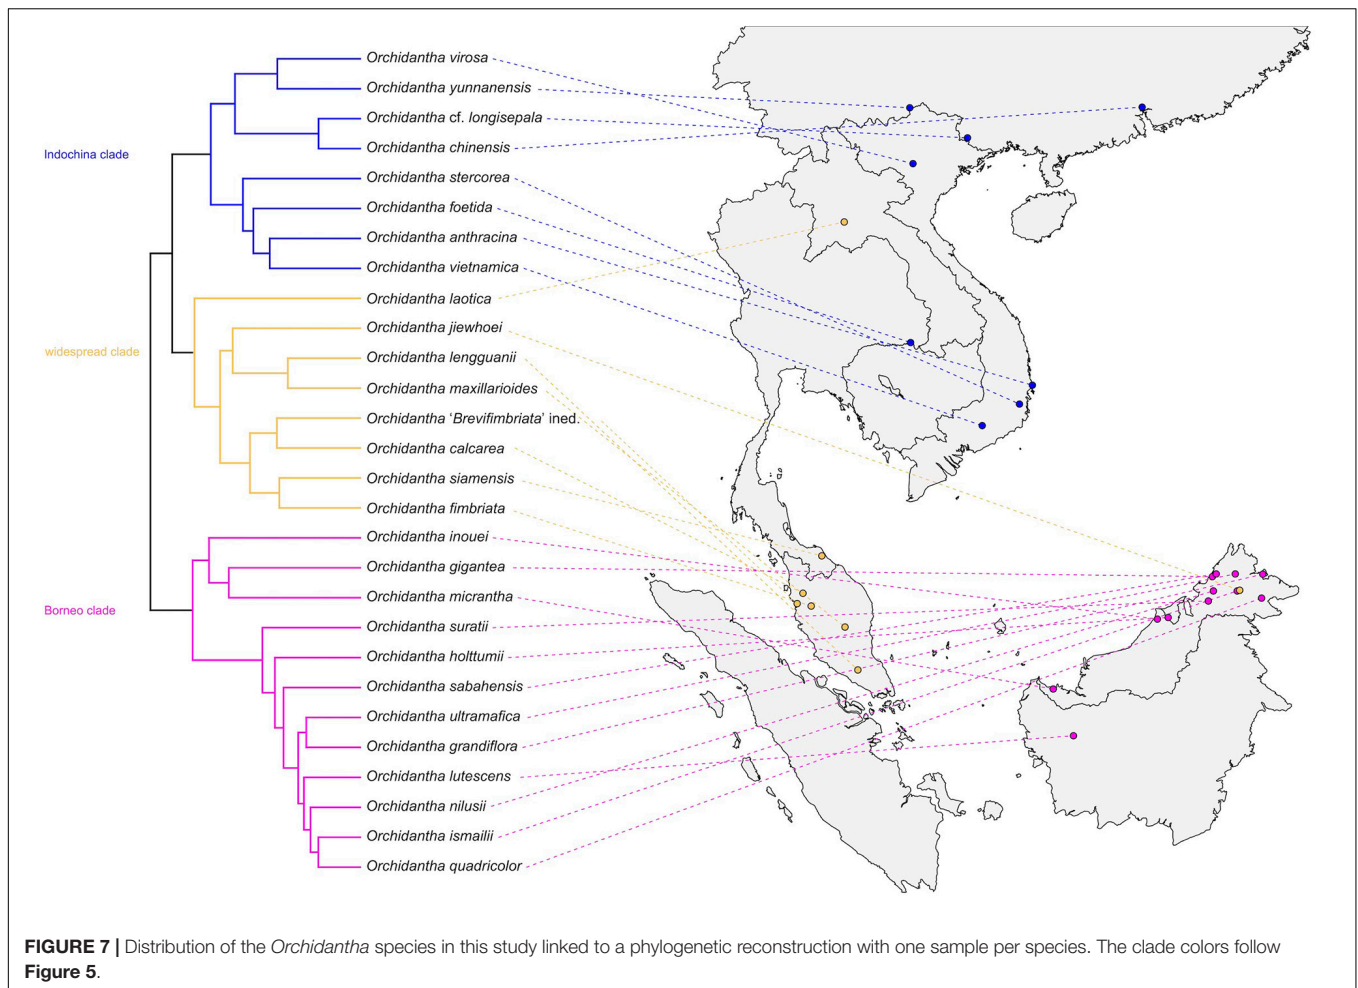 Orchidantha virosa
Orchidantha yunnanensis
Orchidantha cf. longisepala
Orchidantha chinensis
Indochina clade
Orchidantha stercorea
Orchidantha foetida
Orchidantha anthracina
Orchidantha vietnamica
Orchidantha laotica
Orchidantha jiewhoei
widespread clade
Orchidantha lengguanii
Orchidantha maxillarioides
Orchidantha ‘Brevifimbriata’ ined.
Orchidantha calcarea
Orchidantha siamensis
Orchidantha fimbriata
Orchidantha inouei
Orchidantha gigantea
Orchidantha micrantha
Borneo clade
Orchidantha suratii
Orchidantha holttumii
Orchidantha sabahensis
Orchidantha ultramafica
Orchidantha grandiflora
Orchidantha lutescens
Orchidantha nilusii
Orchidantha ismailii
Orchidantha quadricolor
FIGURE 7 | Distribution of the Orchidantha species in this study linked to a phylogenetic reconstruction with one sample per species. The clade colors follow
Figure 5.